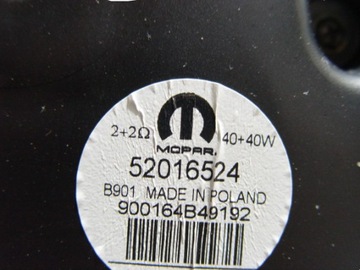 2+2Ω 40+40W
MOPAR.
52016524
B901 MADE IN POLAND
900164B49192